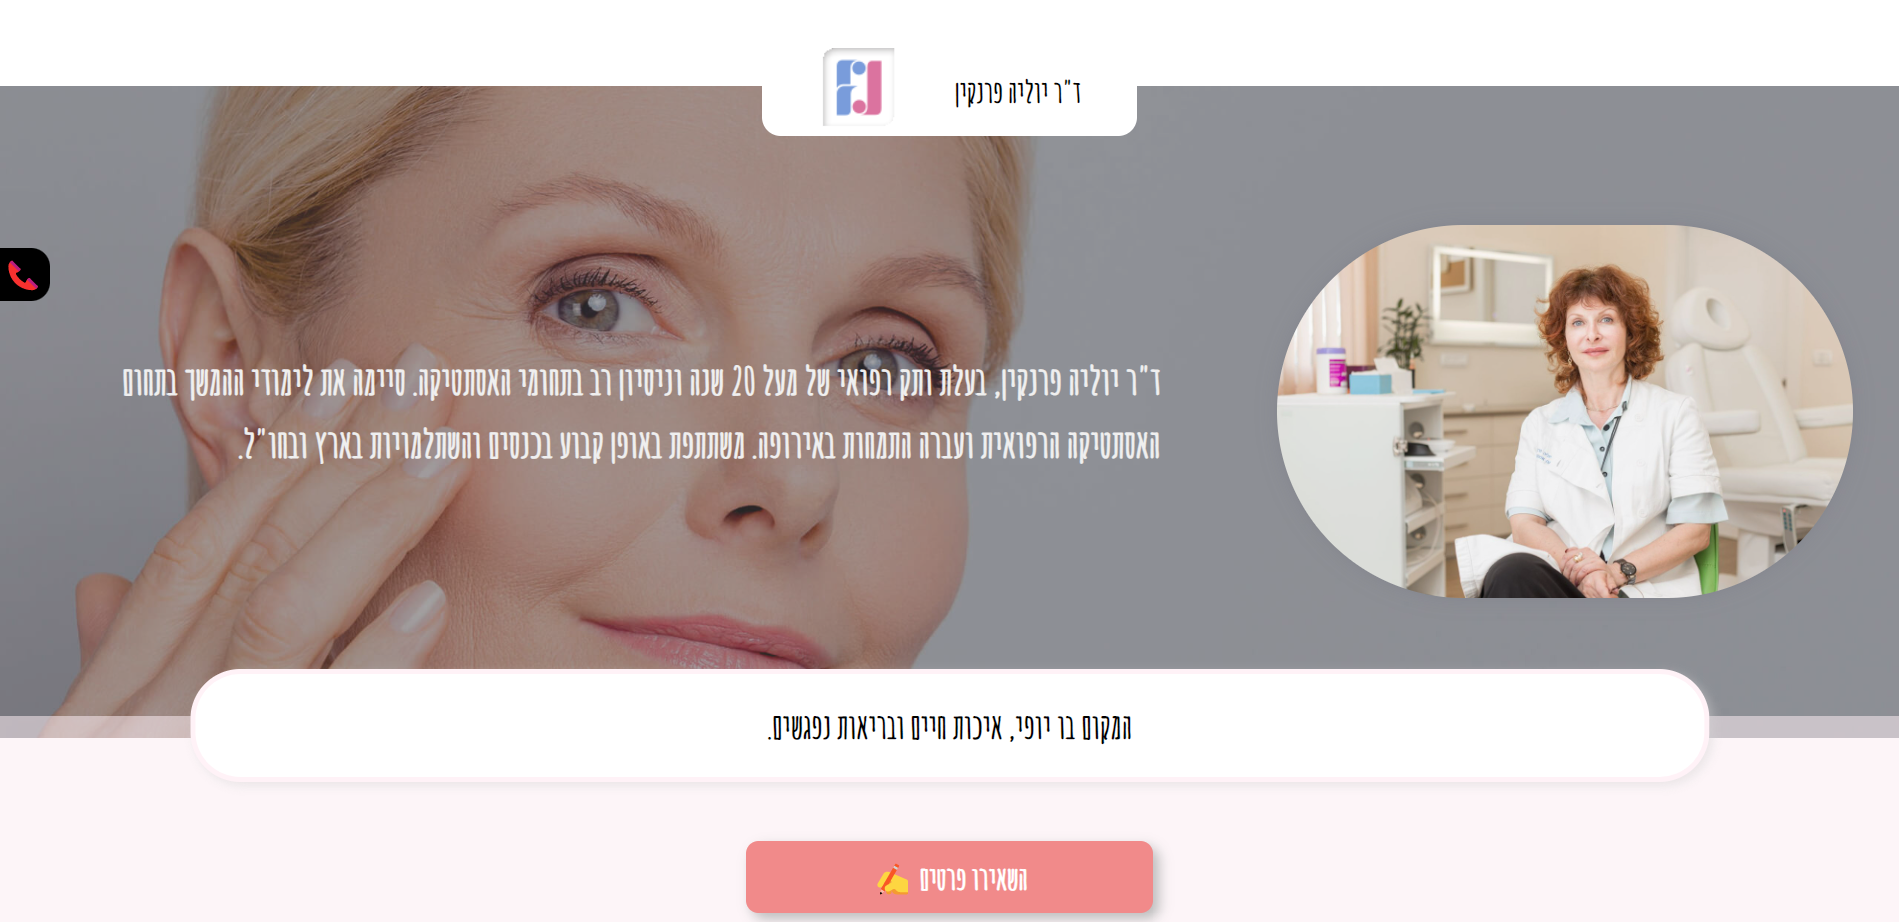 ד"ר יוליה פרנקין
ד"ר יוליה פרנקין, בעלת ותק רפואי של מעל 20 שנה וניסיון רב בתחומי האסתטיקה. סיימה את לימודי ההמשך בתחום
האסתטיקה הרפואית ועברה התמחות באירופה. משתתפת באופן קבוע בכנסים והשתלמויות בארץ ובחו"ל.
המקום בו יופי, איכות חיים ובריאות נפגשים.
השאירו פרטים ✍️